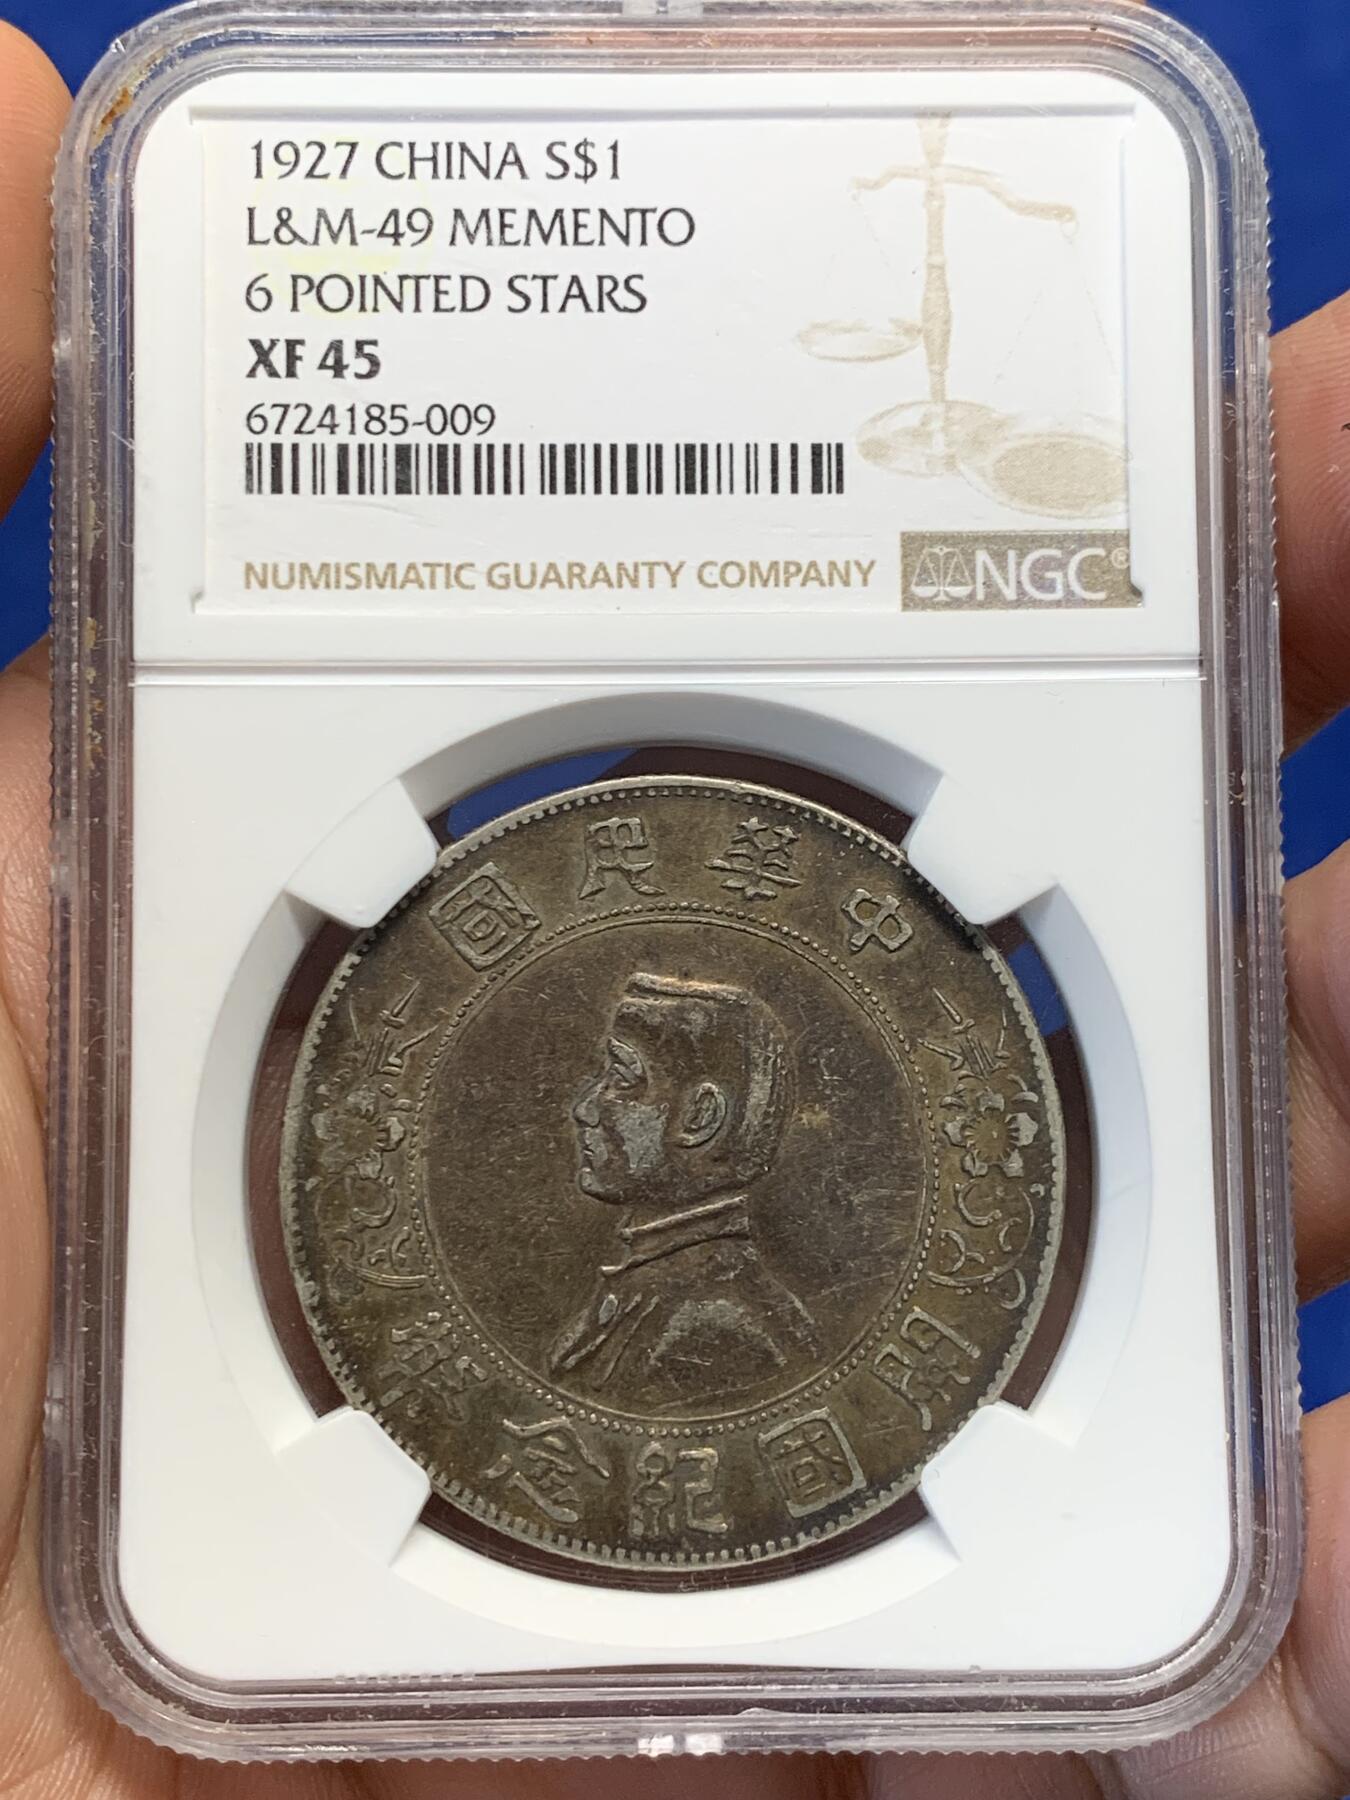 1927 CHINA S$1
L&M-49 MEMENTO
6 POINTED STARS
XF 45
6724185-009
NUMISMATIC GUARANTY COMPANY
NGC®
中華民國
開國紀念幣